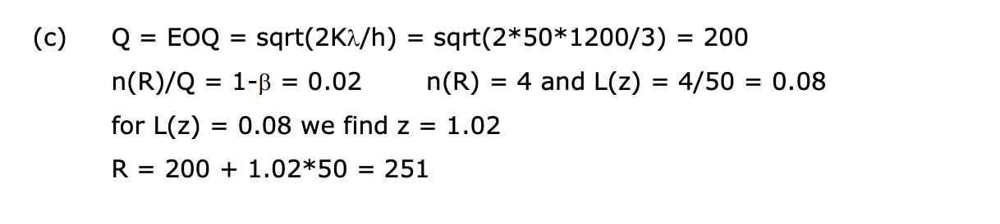 (c) Q = EOQ = sqrt(2Kλ/h) = sqrt(2*50*1200/3) = 200
n(R)/Q = 1-β = 0.02 n(R) = 4 and L(z) = 4/50 = 0.08
for L(z) = 0.08 we find z = 1.02
R = 200 + 1.02*50 = 251